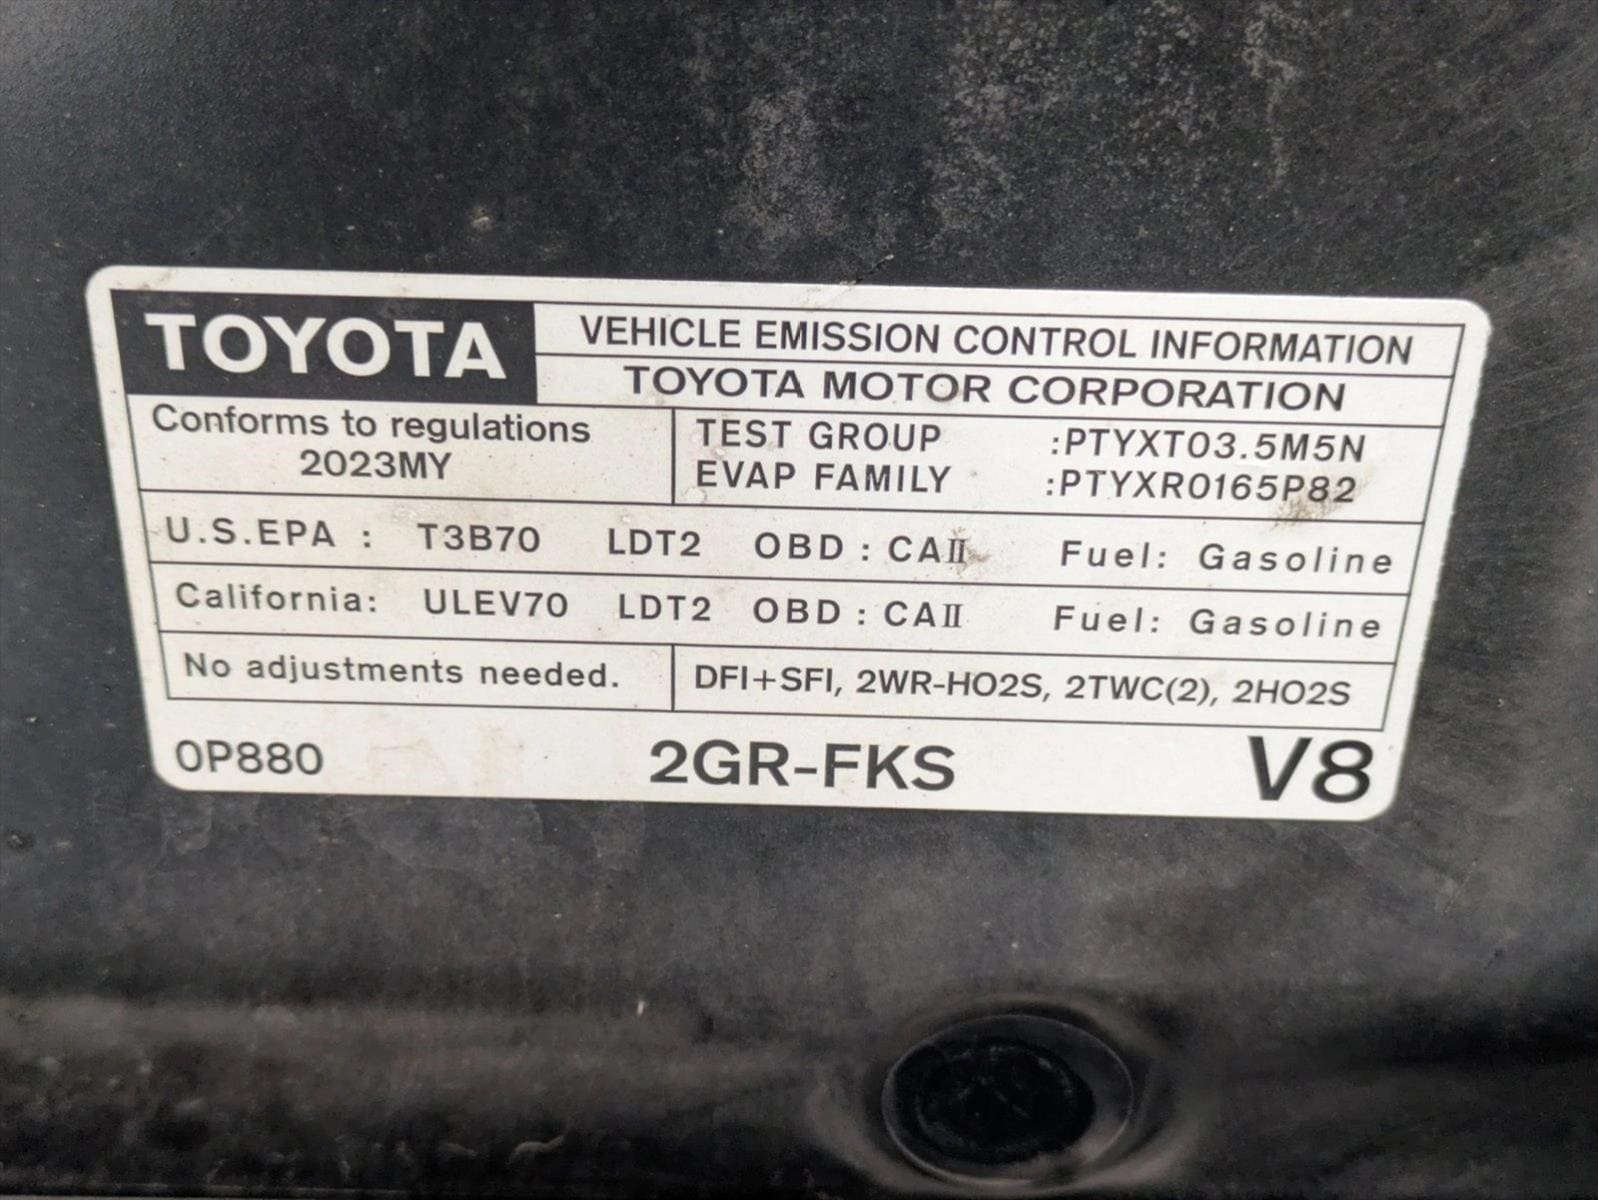 TOYOTA
VEHICLE EMISSION CONTROL INFORMATION
TOYOTA MOTOR CORPORATION
Conforms to regulations
2023MY
TEST GROUP :PTYXT03.5M5N
EVAP FAMILY :PTYXR0165P82
U.S.EPA : T3B70 LDT2 OBD : CAⅡ Fuel: Gasoline
California: ULEV70 LDT2 OBD : CAⅡ Fuel: Gasoline
No adjustments needed.
DFI+SFI, 2WR-HO2S, 2TWC(2), 2HO2S
0P880 2GR-FKS V8